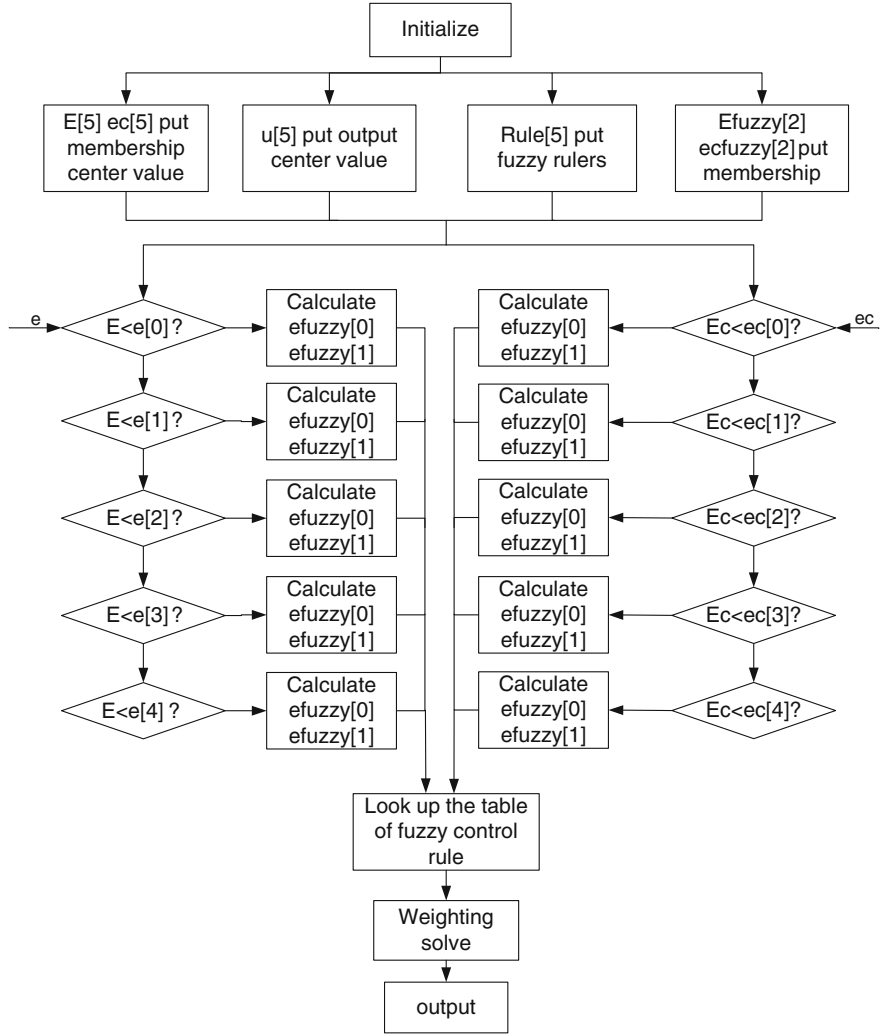 Initialize
E[5] ec[5] put
membership
center value
u[5] put output
center value
Rule[5] put
fuzzy rulers
Efuzzy[2]
ecfuzzy[2] put
membership
e
E<e[0]?
Calculate
efuzzy[0]
efuzzy[1]
Calculate
efuzzy[0]
efuzzy[1]
Ec<ec[0]?
ec
E<e[1]?
Calculate
efuzzy[0]
efuzzy[1]
Calculate
efuzzy[0]
efuzzy[1]
Ec<ec[1]?
E<e[2]?
Calculate
efuzzy[0]
efuzzy[1]
Calculate
efuzzy[0]
efuzzy[1]
Ec<ec[2]?
E<e[3]?
Calculate
efuzzy[0]
efuzzy[1]
Calculate
efuzzy[0]
efuzzy[1]
Ec<ec[3]?
E<e[4]?
Calculate
efuzzy[0]
efuzzy[1]
Calculate
efuzzy[0]
efuzzy[1]
Ec<ec[4]?
Look up the table
of fuzzy control
rule
Weighting
solve
output